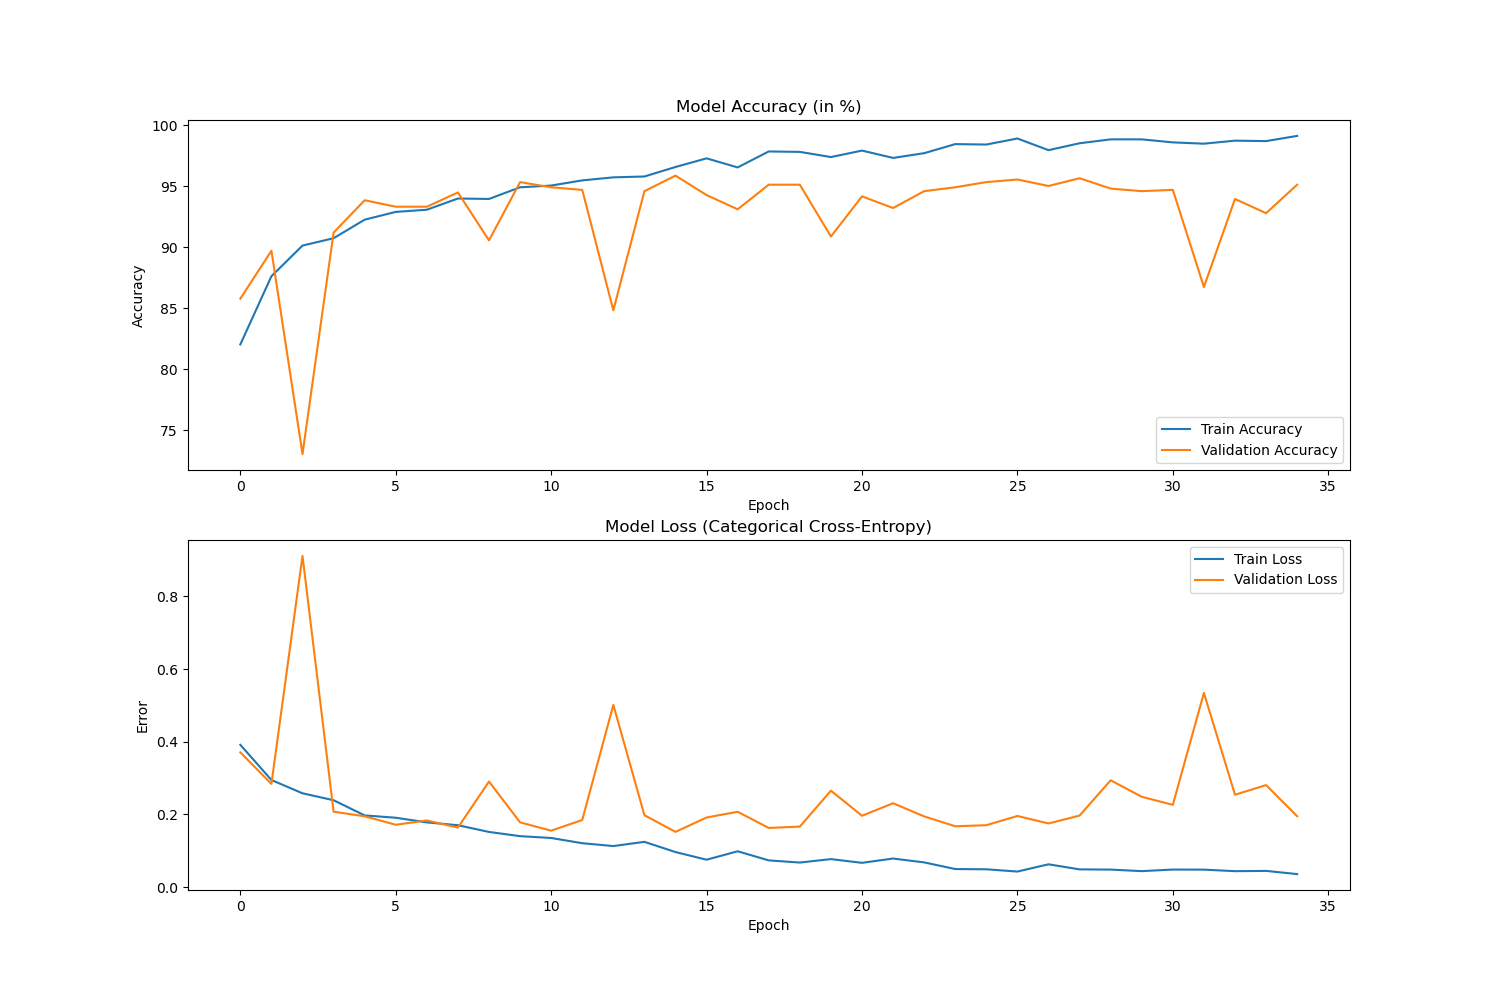 Model Accuracy (in %)
100
95
90
85
80
75
Accuracy
Train Accuracy
Validation Accuracy
0 5 10 15 20 25 30 35
Epoch
Model Loss (Categorical Cross-Entropy)
Train Loss
Validation Loss
0.8
0.6
0.4
0.2
0.0
Error
0 5 10 15 20 25 30 35
Epoch